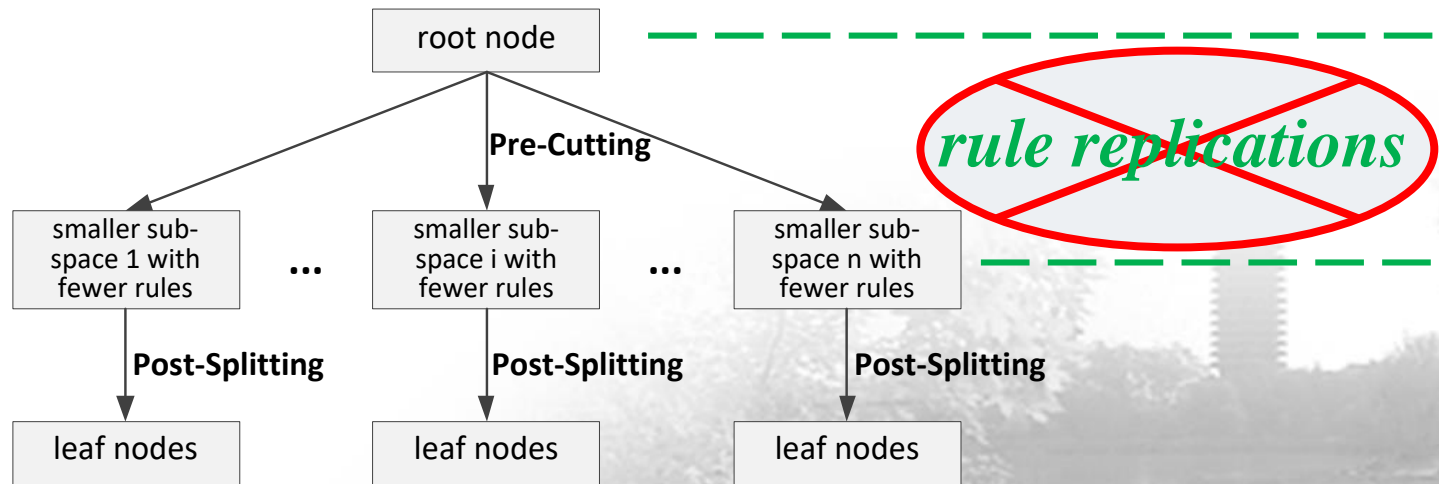 root node
Pre-Cutting
rule replications
smaller sub-
space 1 with
fewer rules
...
smaller sub-
space i with
fewer rules
...
smaller sub-
space n with
fewer rules
Post-Splitting
Post-Splitting
Post-Splitting
leaf nodes
leaf nodes
leaf nodes